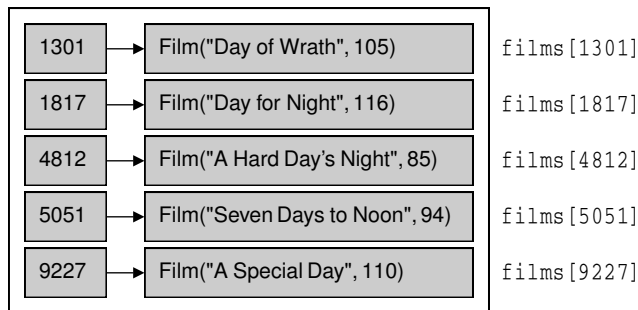 1301 Film("Day of Wrath", 105) films[1301]
1817 Film("Day for Night", 116) films[1817]
4812 Film("A Hard Day's Night", 85) films[4812]
5051 Film("Seven Days to Noon", 94) films[5051]
9227 Film("A Special Day", 110) films[9227]